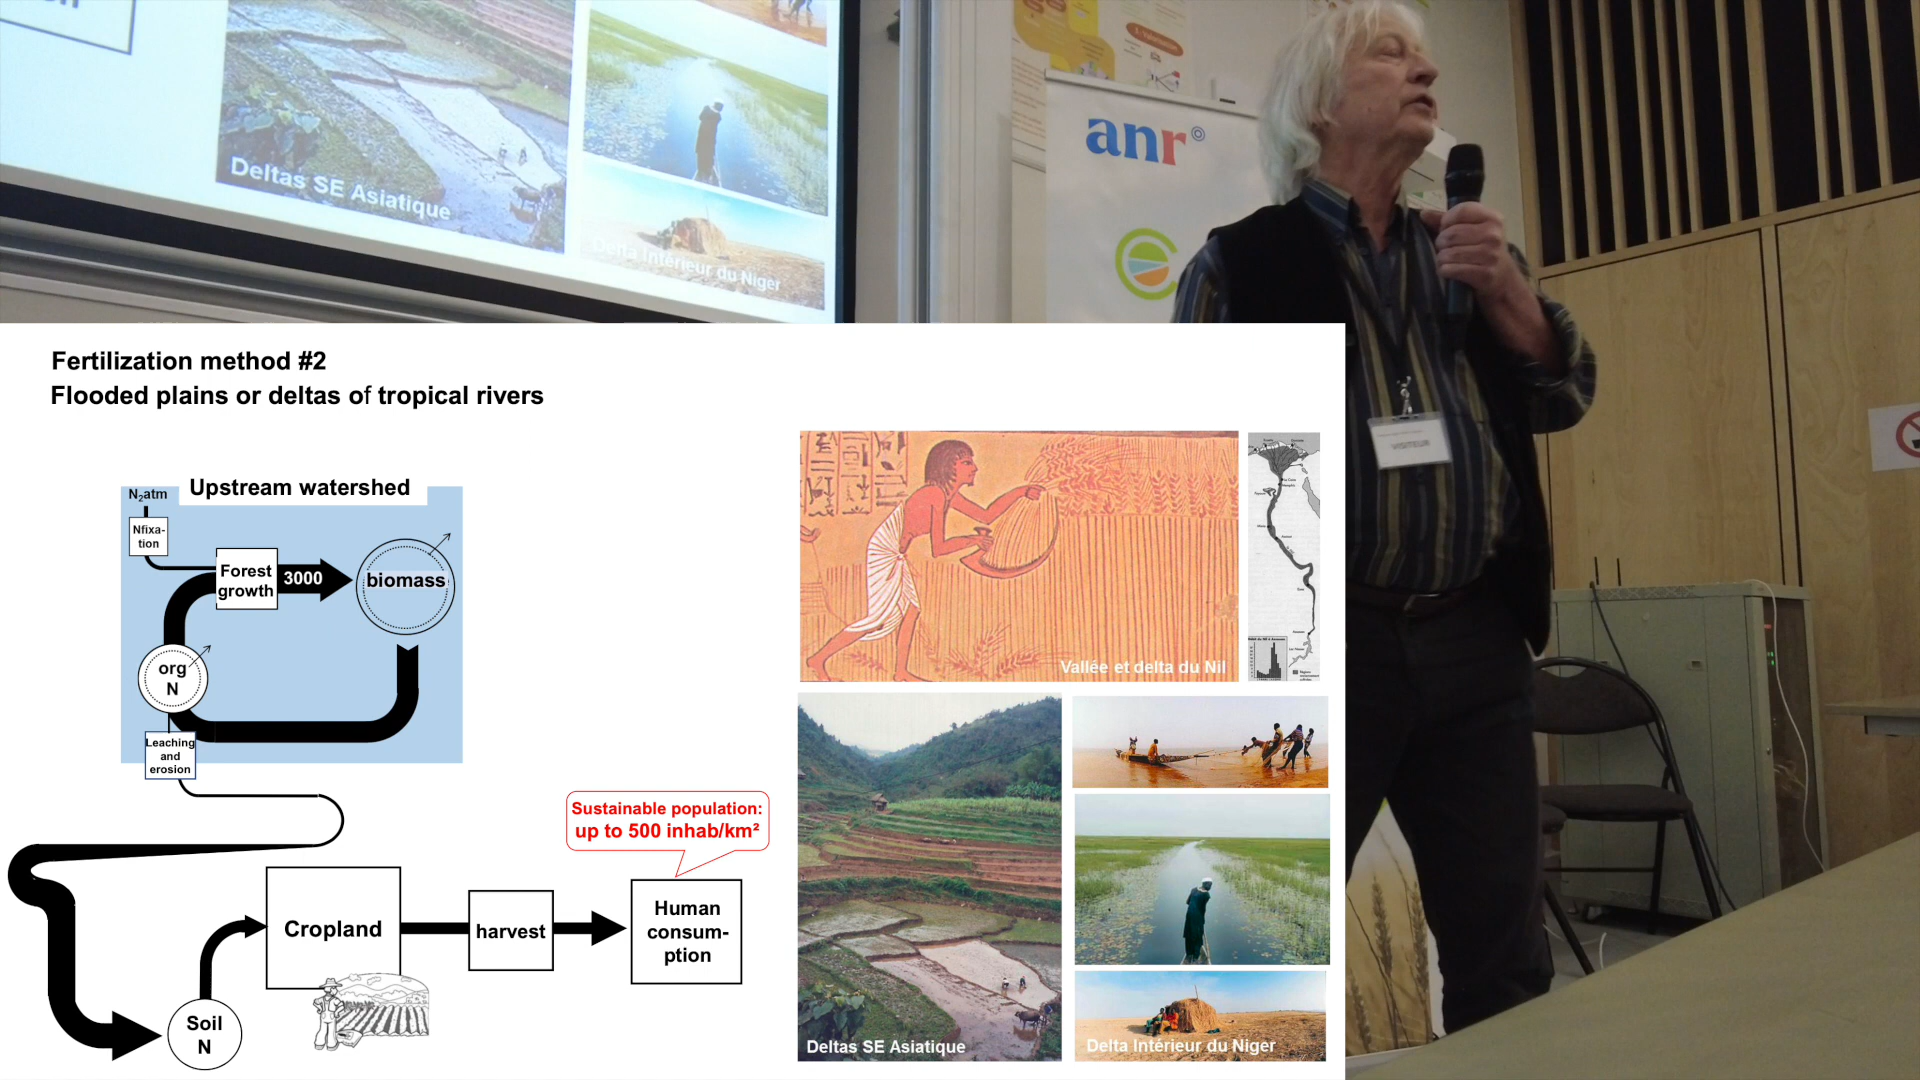 Deltas SE Asiatique
Delta Intérieur du Niger
anr
VISITEUR
Fertilization method #2
Flooded plains or deltas of tropical rivers
Upstream watershed
N2atm
Nfixa-
tion
Forest
growth
3000
biomass
org
N
Leaching
and
erosion
Sustainable population:
up to 500 inhab/km²
Cropland
harvest
Human
consum-
ption
Soil
N
Vallée et delta du Nil
Deltas SE Asiatique
Delta Intérieur du Niger